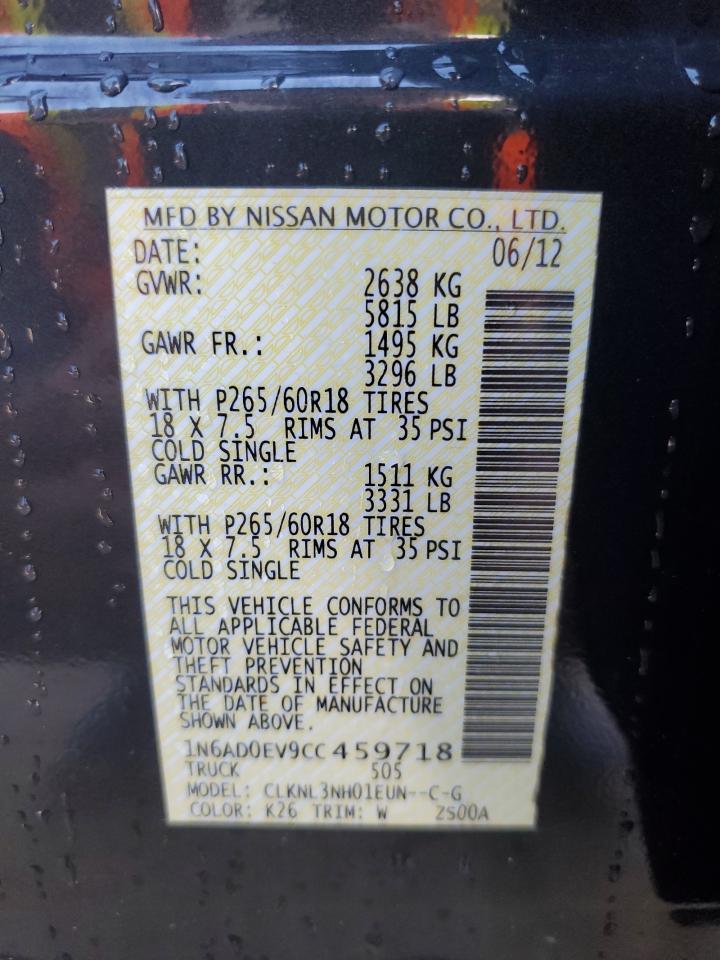 MFD BY NISSAN MOTOR CO., LTD.
DATE: 06/12
GVWR: 2638 KG
5815 LB
GAWR FR.: 1495 KG
3296 LB
WITH P265/60R18 TIRES
18 X 7.5 RIMS AT 35 PSI
COLD SINGLE
GAWR RR.: 1511 KG
3331 LB
WITH P265/60R18 TIRES
18 X 7.5 RIMS AT 35 PSI
COLD SINGLE
THIS VEHICLE CONFORMS TO
ALL APPLICABLE FEDERAL
MOTOR VEHICLE SAFETY AND
THEFT PREVENTION
STANDARDS IN EFFECT ON
THE DATE OF MANUFACTURE
SHOWN ABOVE.
1N6AD0EV9CC459718
TRUCK 505
MODEL: CLKNL3NH01EUN--C-G
COLOR: K26 TRIM: W ZS00A